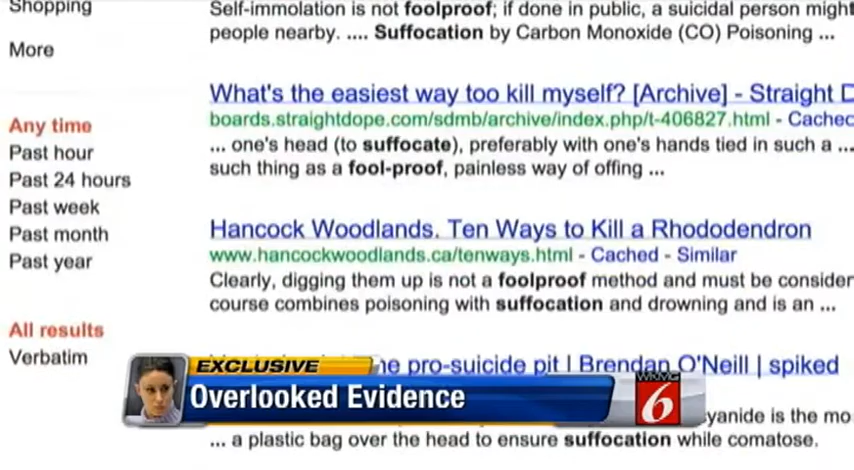 Shopping
More
Any time
Past hour
Past 24 hours
Past week
Past month
Past year
All results
Verbatim
Self-immolation is not foolproof; if done in public, a suicidal person might
people nearby. .... Suffocation by Carbon Monoxide (CO) Poisoning ...
What's the easiest way too kill myself? [Archive] - Straight D
boards.straightdope.com/sdmb/archive/index.php/t-406827.html - Cached
... one's head (to suffocate), preferably with one's hands tied in such a ...
such thing as a fool-proof, painless way of offing ...
Hancock Woodlands. Ten Ways to Kill a Rhododendron
www.hancockwoodlands.ca/tenways.html - Cached - Similar
Clearly, digging them up is not a foolproof method and must be consider
course combines poisoning with suffocation and drowning and is an ...
pro-suicide pit | Brendan O'Neill | spiked
is the mo
... a plastic bag over the head to ensure suffocation while comatose.
EXCLUSIVE
Overlooked Evidence
WKMG
6